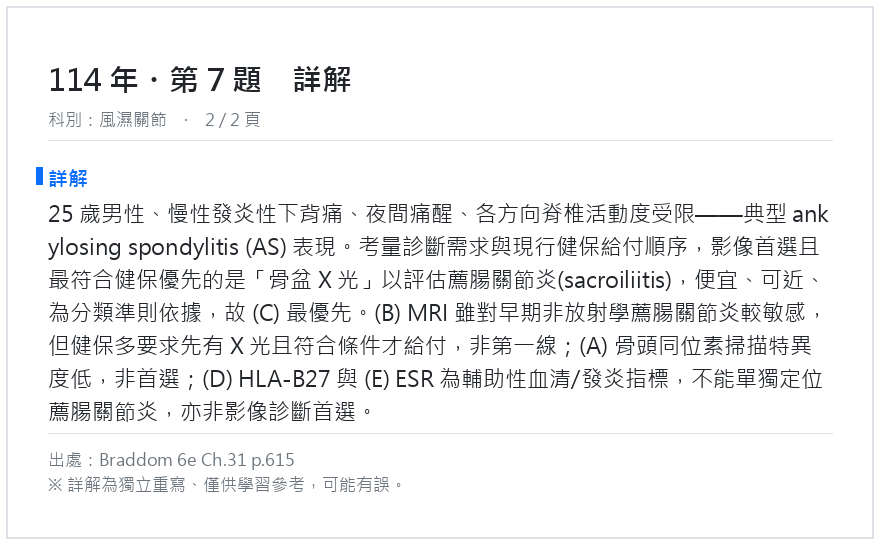 114 年・第 7 題　詳解
科別：風濕關節　·　2 / 2 頁
詳解
25 歲男性、慢性發炎性下背痛、夜間痛醒、各方向脊椎活動度受限——典型 ank
ylosing spondylitis (AS) 表現。考量診斷需求與現行健保給付順序，影像首選且
最符合健保優先的是「骨盆 X 光」以評估薦腸關節炎(sacroiliitis)，便宜、可近、
為分類準則依據，故 (C) 最優先。(B) MRI 雖對早期非放射學薦腸關節炎較敏感，
但健保多要求先有 X 光且符合條件才給付，非第一線；(A) 骨頭同位素掃描特異
度低，非首選；(D) HLA-B27 與 (E) ESR 為輔助性血清/發炎指標，不能單獨定位
薦腸關節炎，亦非影像診斷首選。
出處：Braddom 6e Ch.31 p.615
※ 詳解為獨立重寫、僅供學習參考，可能有誤。